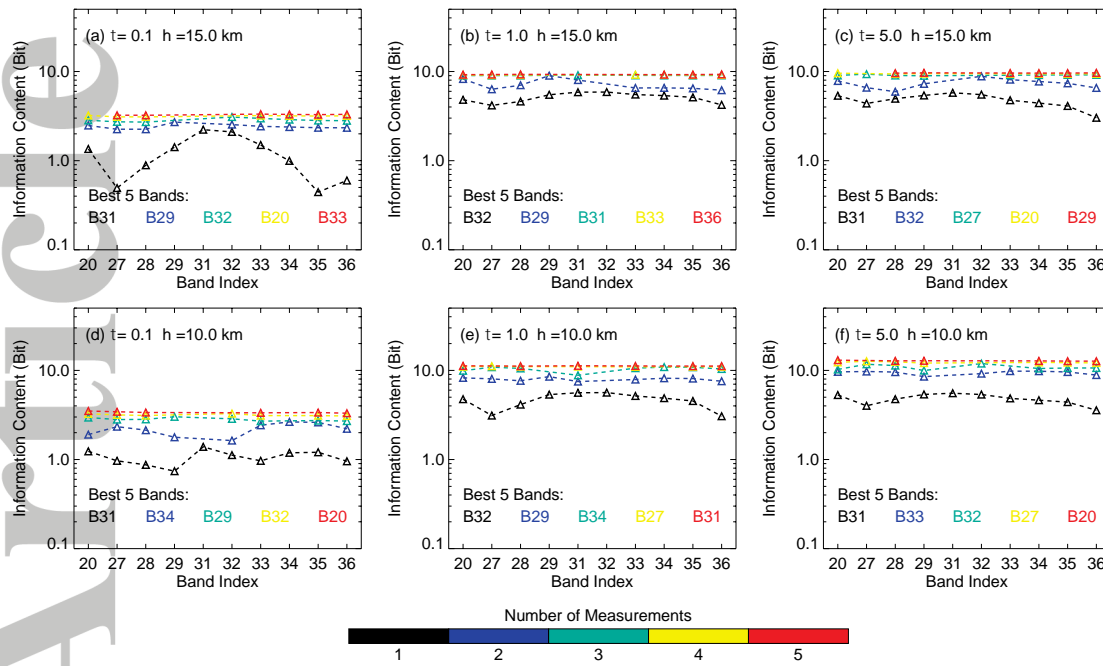 Article
(a) τ= 0.1 h =15.0 km
Information Content (Bit)
10.0
1.0
0.1
Best 5 Bands:
B31 B29 B32 B20 B33
20 27 28 29 31 32 33 34 35 36
Band Index
(b) τ= 1.0 h =15.0 km
Information Content (Bit)
10.0
1.0
0.1
Best 5 Bands:
B32 B29 B31 B33 B36
20 27 28 29 31 32 33 34 35 36
Band Index
(c) τ= 5.0 h =15.0 km
Information Content (Bit)
10.0
1.0
0.1
Best 5 Bands:
B31 B32 B27 B20 B29
20 27 28 29 31 32 33 34 35 36
Band Index
(d) τ= 0.1 h =10.0 km
Information Content (Bit)
10.0
1.0
0.1
Best 5 Bands:
B31 B34 B29 B32 B20
20 27 28 29 31 32 33 34 35 36
Band Index
(e) τ= 1.0 h =10.0 km
Information Content (Bit)
10.0
1.0
0.1
Best 5 Bands:
B32 B29 B34 B27 B31
20 27 28 29 31 32 33 34 35 36
Band Index
(f) τ= 5.0 h =10.0 km
Information Content (Bit)
10.0
1.0
0.1
Best 5 Bands:
B31 B33 B32 B27 B20
20 27 28 29 31 32 33 34 35 36
Band Index
Number of Measurements
1 2 3 4 5